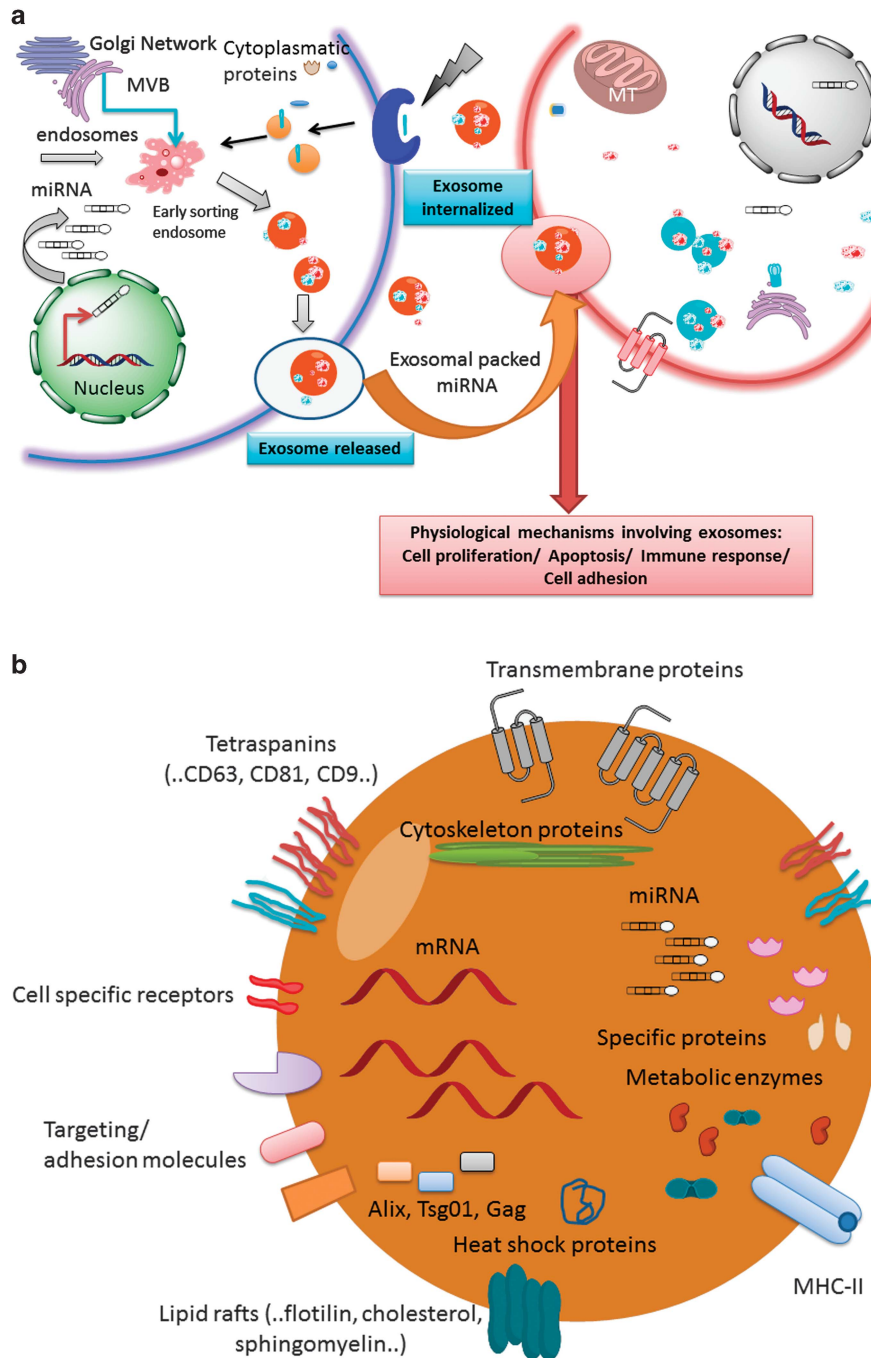 a
Golgi Network
MVB
Cytoplasmatic
proteins
endosomes
miRNA
Early sorting
endosome
Nucleus
MT
Exosome
internalized
Exosomal packed
miRNA
Exosome released
Physiological mechanisms involving exosomes:
Cell proliferation/ Apoptosis/ Immune response/
Cell adhesion
b
Transmembrane proteins
Tetraspanins
(..CD63, CD81, CD9..)
Cytoskeleton proteins
miRNA
mRNA
Cell specific receptors
Specific proteins
Metabolic enzymes
Targeting/
adhesion molecules
Alix, Tsg01, Gag
Heat shock proteins
MHC-II
Lipid rafts (..flotilin, cholesterol,
sphingomyelin..)